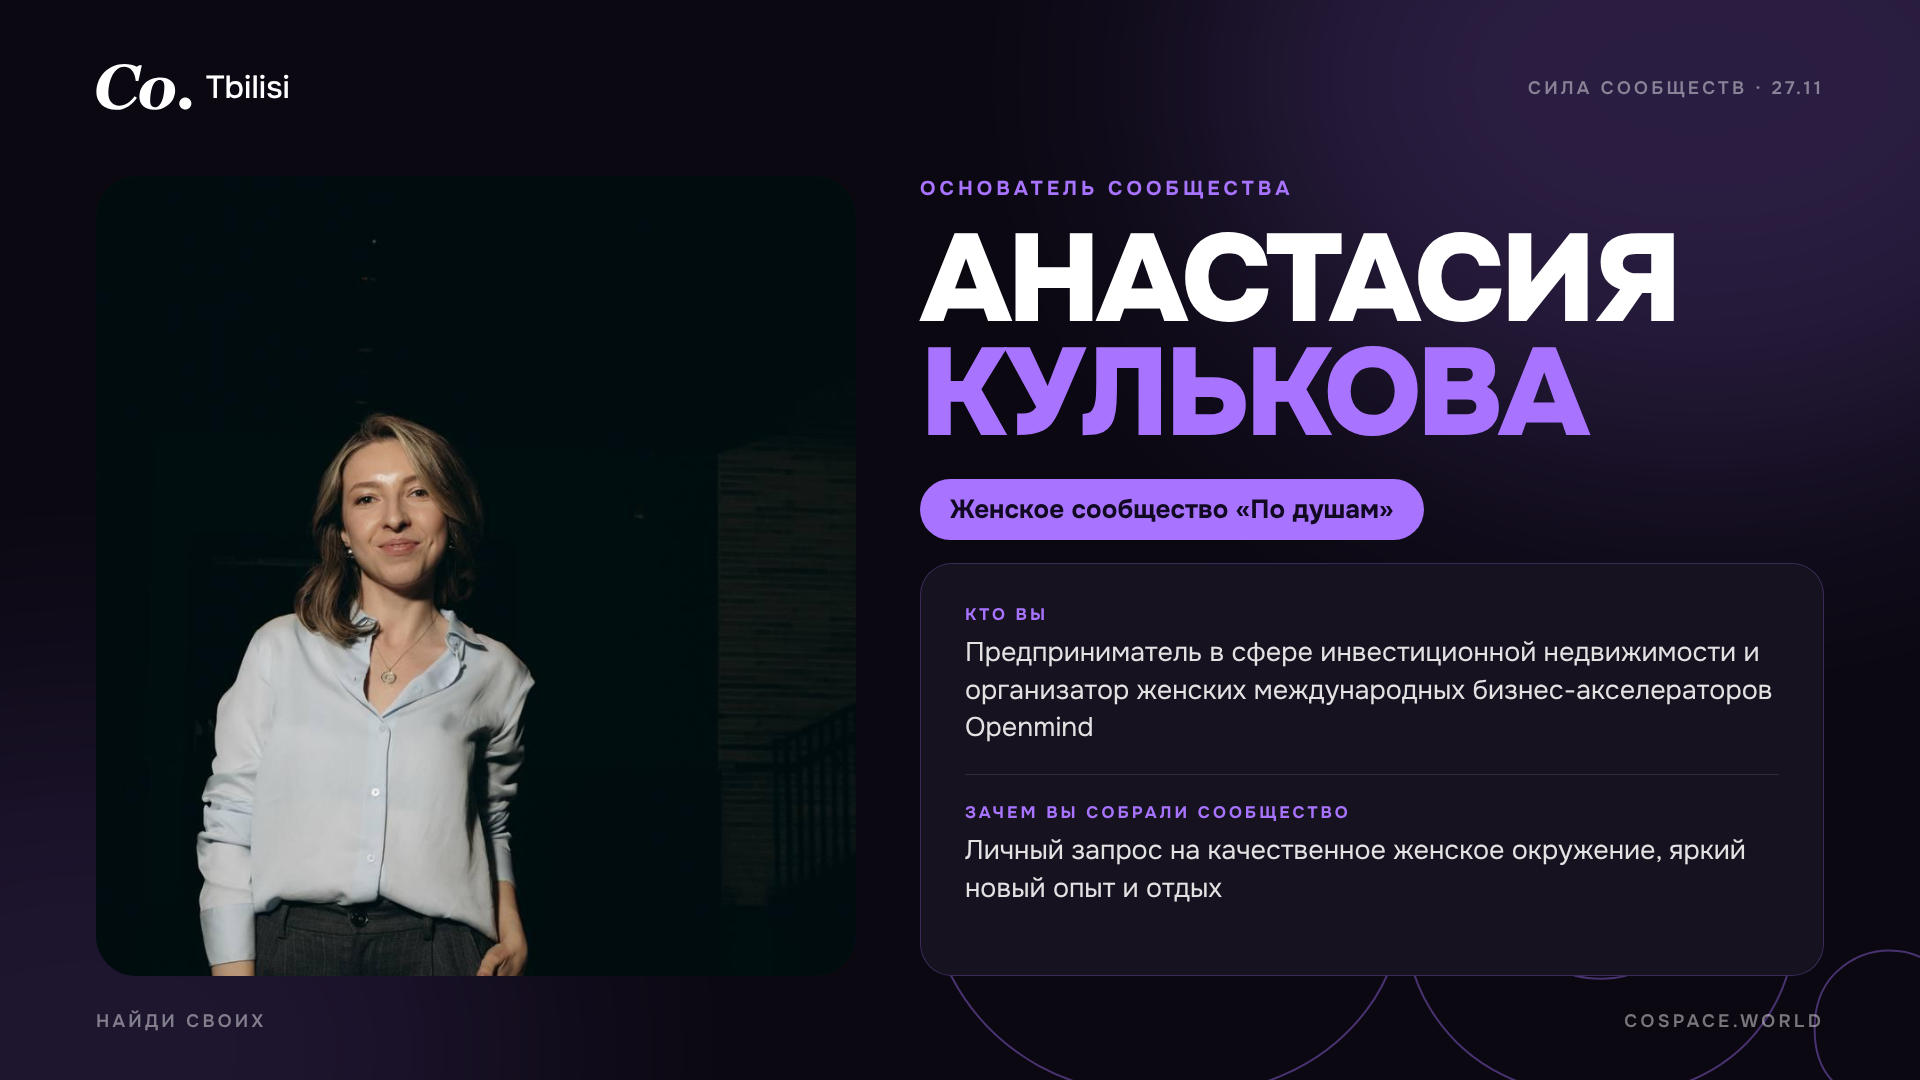 Co. Tbilisi
СИЛА СООБЩЕСТВ · 27.11
ОСНОВАТЕЛЬ СООБЩЕСТВА
АНАСТАСИЯ
КУЛЬКОВА
Женское сообщество «По душам»
КТО ВЫ
Предприниматель в сфере инвестиционной недвижимости и
организатор женских международных бизнес-акселераторов
Openmind
ЗАЧЕМ ВЫ СОБРАЛИ СООБЩЕСТВО
Личный запрос на качественное женское окружение, яркий
новый опыт и отдых
НАЙДИ СВОИХ
COSPACE.WORLD